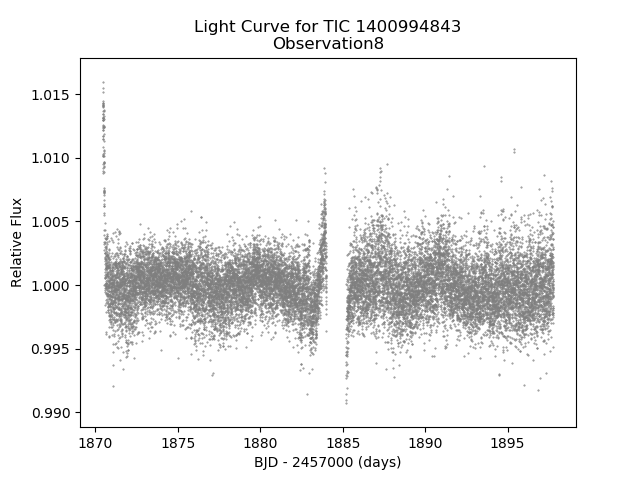 Light Curve for TIC 1400994843
Observation8
1.015
1.010
1.005
1.000
0.995
0.990
Relative Flux
1870 1875 1880 1885 1890 1895
BJD - 2457000 (days)